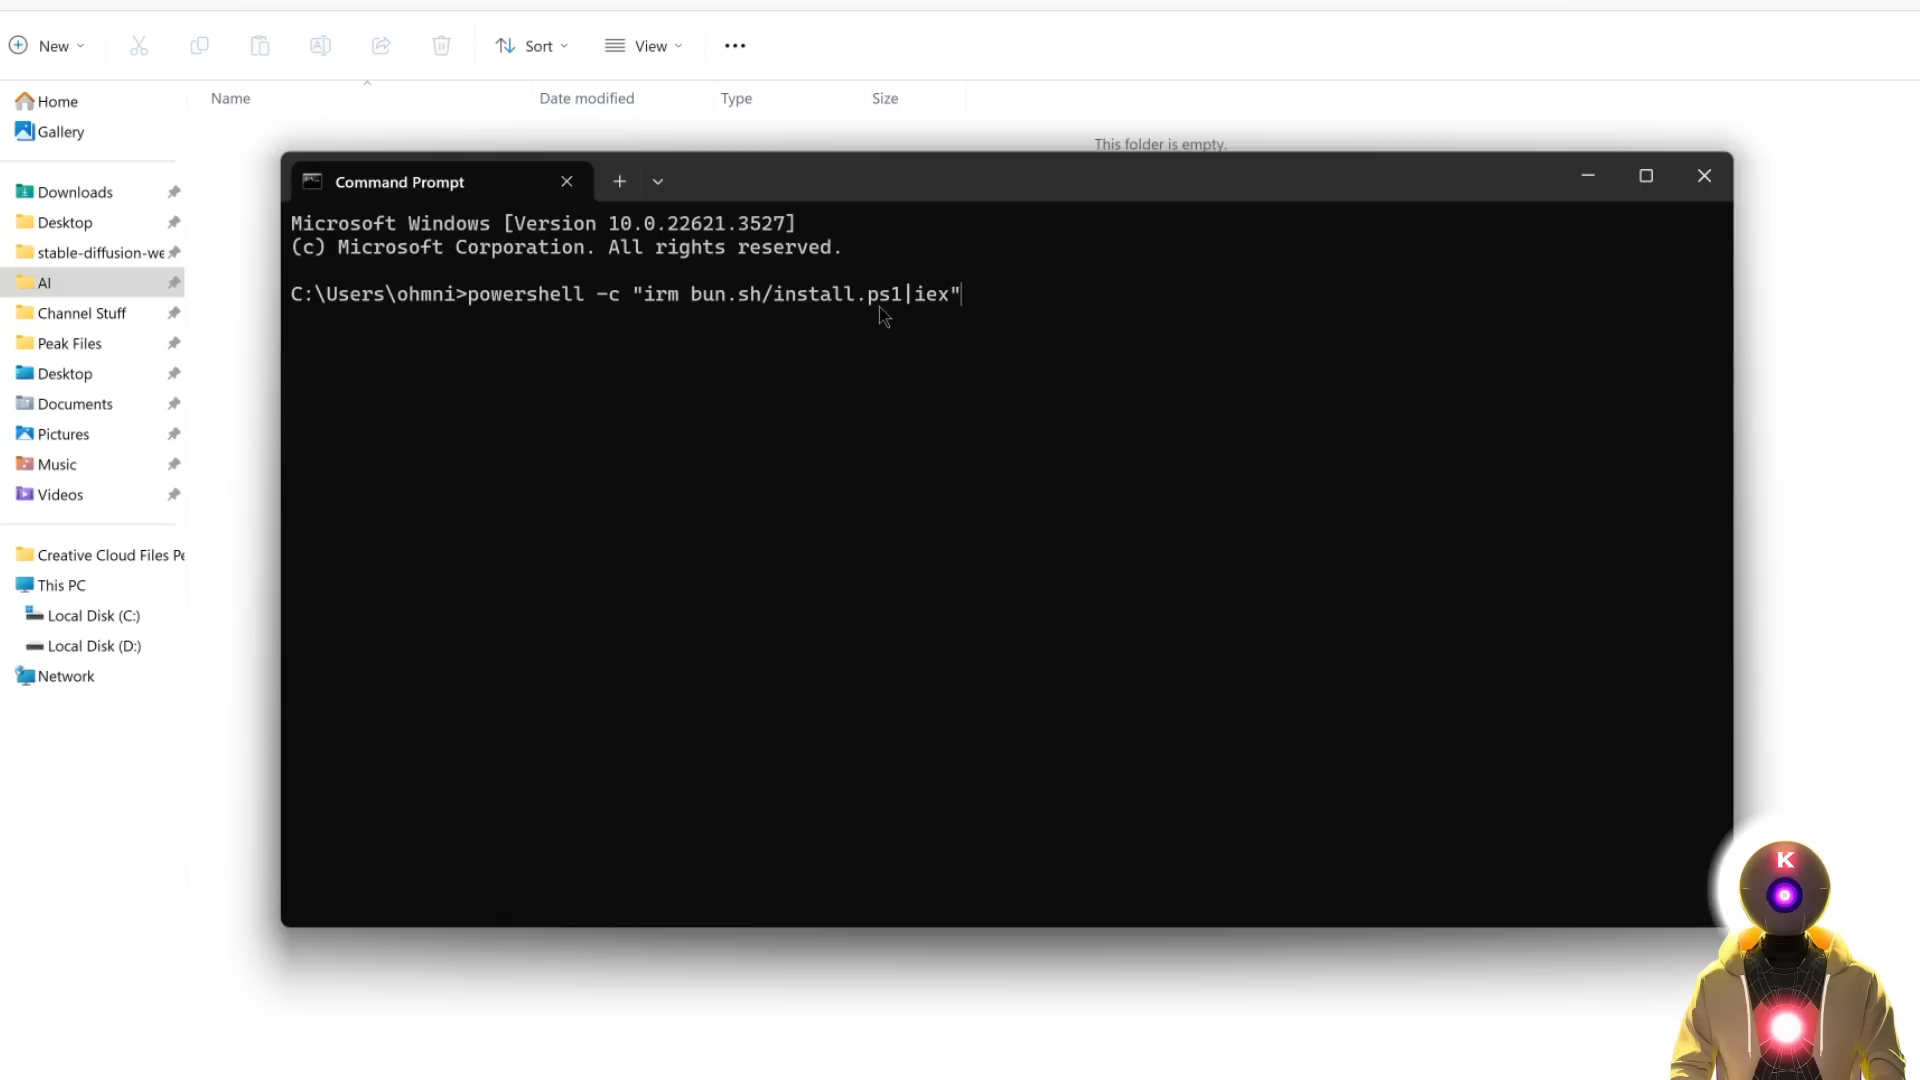 New
Sort
View
Name
Date modified
Type
Size
Home
Gallery
Downloads
Desktop
stable-diffusion-we
AI
Channel Stuff
Peak Files
Desktop
Documents
Pictures
Music
Videos
Creative Cloud Files Pe
This PC
Local Disk (C:)
Local Disk (D:)
Network
This folder is empty.
Command Prompt
Microsoft Windows [Version 10.0.22621.3527]
(c) Microsoft Corporation. All rights reserved.
C:\Users\ohmni>powershell -c "irm bun.sh/install.ps1|iex"
K